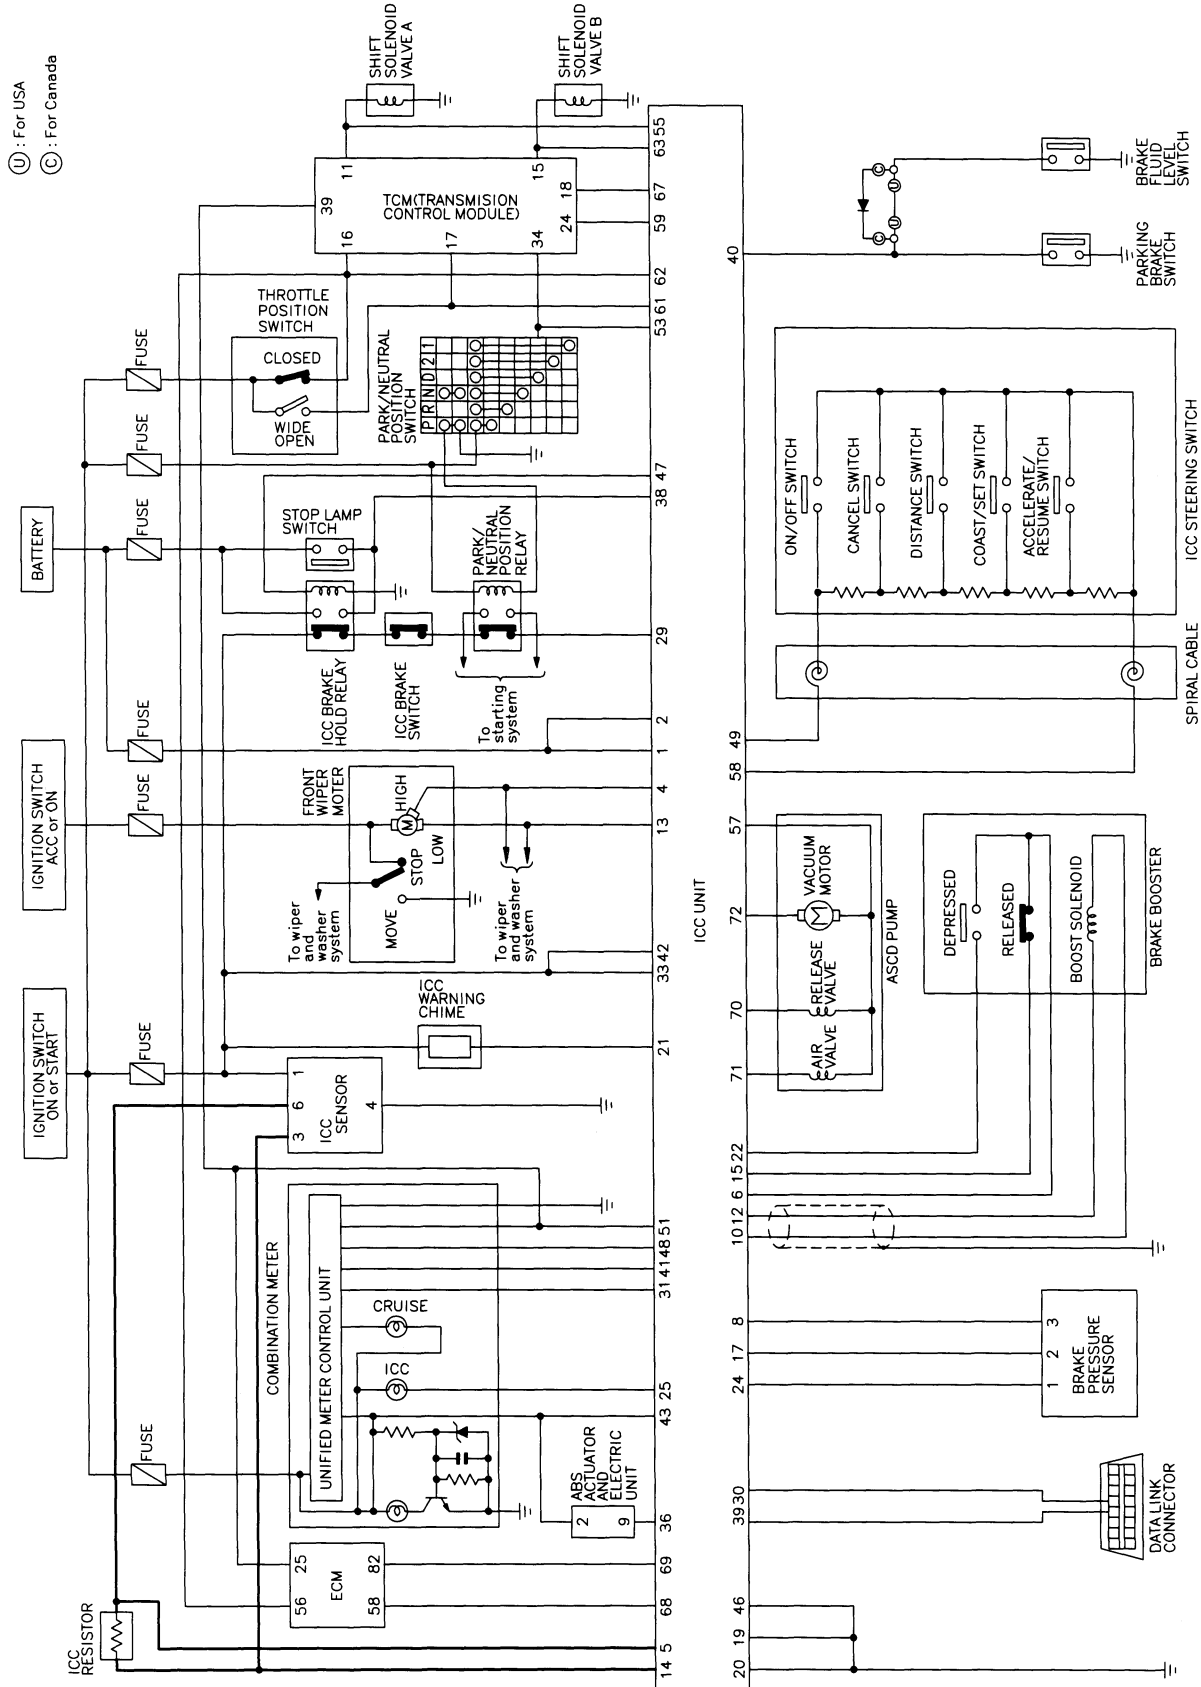 Ⓤ : For USA
Ⓒ : For Canada
BATTERY
IGNITION SWITCH
ACC or ON
IGNITION SWITCH
ON or START
FUSE
FUSE
FUSE
FUSE
FUSE
FUSE
FUSE
SHIFT
SOLENOID
VALVE A
SHIFT
SOLENOID
VALVE B
TCM(TRANSMISION
CONTROL MODULE)
39
11
15
16
17
34
24
18
THROTTLE
POSITION
SWITCH
CLOSED
WIDE
OPEN
PARK/NEUTRAL
POSITION
SWITCH
P R N D 2 1
STOP LAMP
SWITCH
PARK/
NEUTRAL
POSITION
RELAY
ICC BRAKE
HOLD RELAY
ICC BRAKE
SWITCH
To
starting
system
FRONT
WIPER
MOTER
HIGH
M
LOW
STOP
MOVE
To wiper
and
washer
system
To wiper
and washer
system
ICC
WARNING
CHIME
ICC
SENSOR
1
6
3
4
COMBINATION METER
UNIFIED METER CONTROL UNIT
CRUISE
ICC
ABS
ACTUATOR
AND
ELECTRIC
UNIT
2
9
ECM
25
82
56
58
ICC
RESISTOR
14
5
68
69
36
43
25
31
41
48
51
21
33
42
13
4
1
2
29
38
47
53
61
62
59
67
63
55
ICC UNIT
20
19
46
39
30
24
17
8
10
12
6
15
22
71
70
72
57
58
49
40
C
U
U
C
BRAKE
FLUID
LEVEL
SWITCH
PARKING
BRAKE
SWITCH
ON/OFF SWITCH
CANCEL SWITCH
DISTANCE SWITCH
COAST/SET SWITCH
ACCELERATE/
RESUME SWITCH
ICC STEERING SWITCH
SPIRAL CABLE
AIR
VALVE
RELEASE
VALVE
VACUUM
MOTOR
M
ASCD PUMP
DEPRESSED
RELEASED
BOOST SOLENOID
BRAKE BOOSTER
1
2
3
BRAKE
PRESSURE
SENSOR
DATA LINK
CONNECTOR